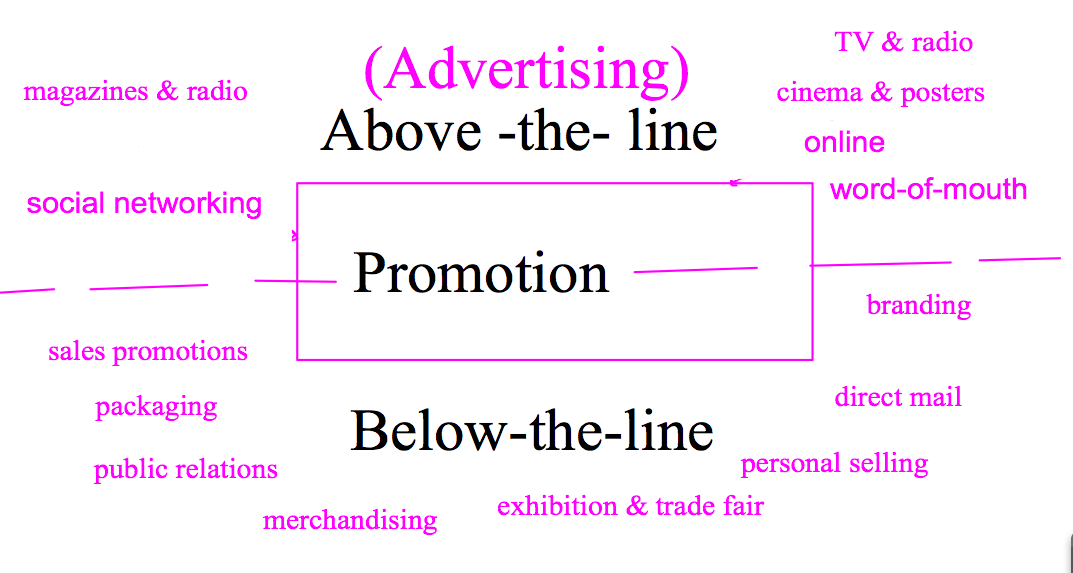 TV & radio
(Advertising)
magazines & radio
cinema & posters
Above -the- line
online
social networking
word-of-mouth
Promotion
branding
sales promotions
packaging
direct mail
Below-the-line
public relations
personal selling
merchandising
exhibition & trade fair